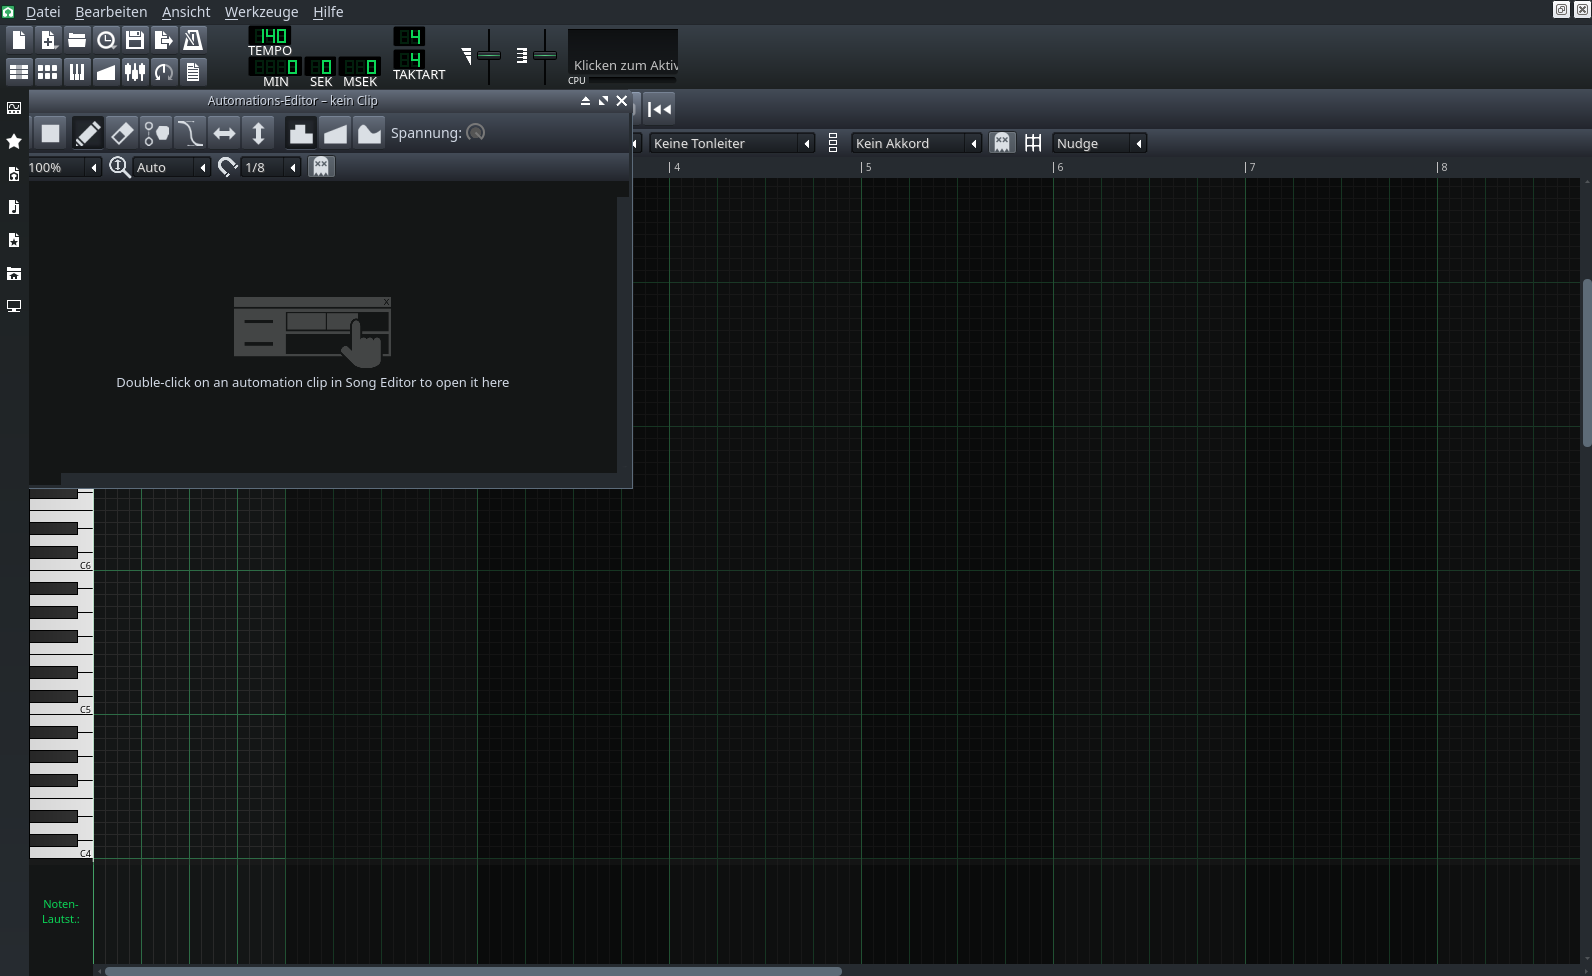 Datei Bearbeiten Ansicht Werkzeuge Hilfe
140
TEMPO
0 0 0
MIN SEK MSEK
4
4
TAKTART
Klicken zum Aktiv
CPU
Automations-Editor – kein Clip
Spannung:
Keine Tonleiter Kein Akkord Nudge
100% Auto 1/8
4 5 6 7 8
X
Double-click on an automation clip in Song Editor to open it here
C6
C5
C4
Noten-
Lautst.: